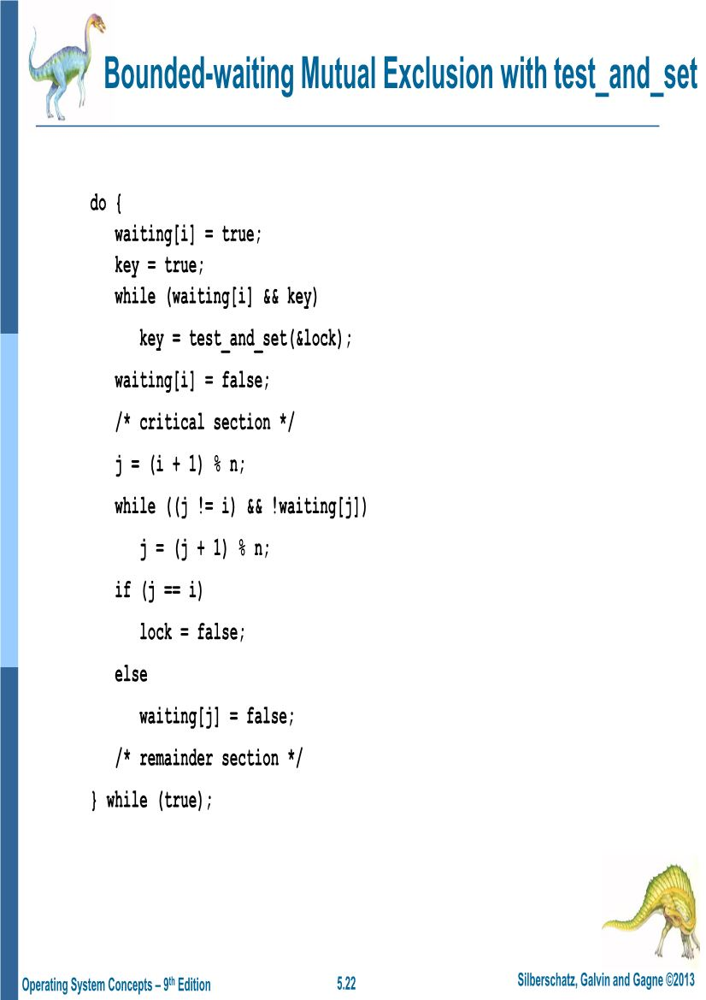 Bounded-waiting Mutual Exclusion with test_and_set
do {
waiting[i] = true;
key = true;
while (waiting[i] && key)
key = test_and_set(&lock);
waiting[i] = false;
/* critical section */
j = (i + 1) % n;
while ((j != i) && !waiting[j])
j = (j + 1) % n;
if (j == i)
lock = false;
else
waiting[j] = false;
/* remainder section */
} while (true);
Operating System Concepts – 9th Edition
5.22
Silberschatz, Galvin and Gagne ©2013